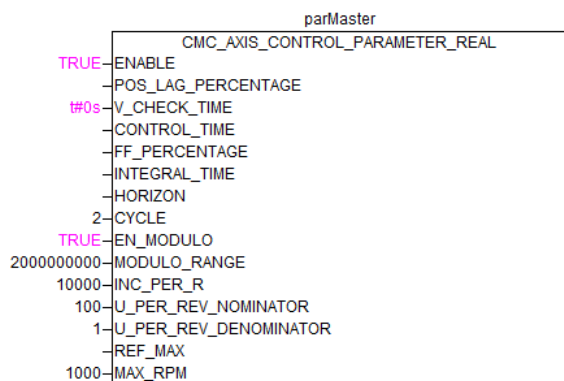 parMaster
CMC_AXIS_CONTROL_PARAMETER_REAL
TRUE ENABLE
POS_LAG_PERCENTAGE
t#0s V_CHECK_TIME
CONTROL_TIME
FF_PERCENTAGE
INTEGRAL_TIME
HORIZON
2 CYCLE
TRUE EN_MODULO
2000000000 MODULO_RANGE
10000 INC_PER_R
100 U_PER_REV_NOMINATOR
1 U_PER_REV_DENOMINATOR
REF_MAX
1000 MAX_RPM